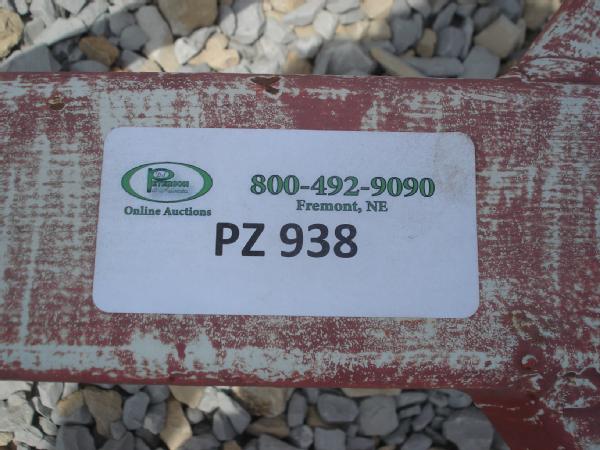 PETERSON
Online Auctions
800-492-9090
Fremont, NE
PZ 938